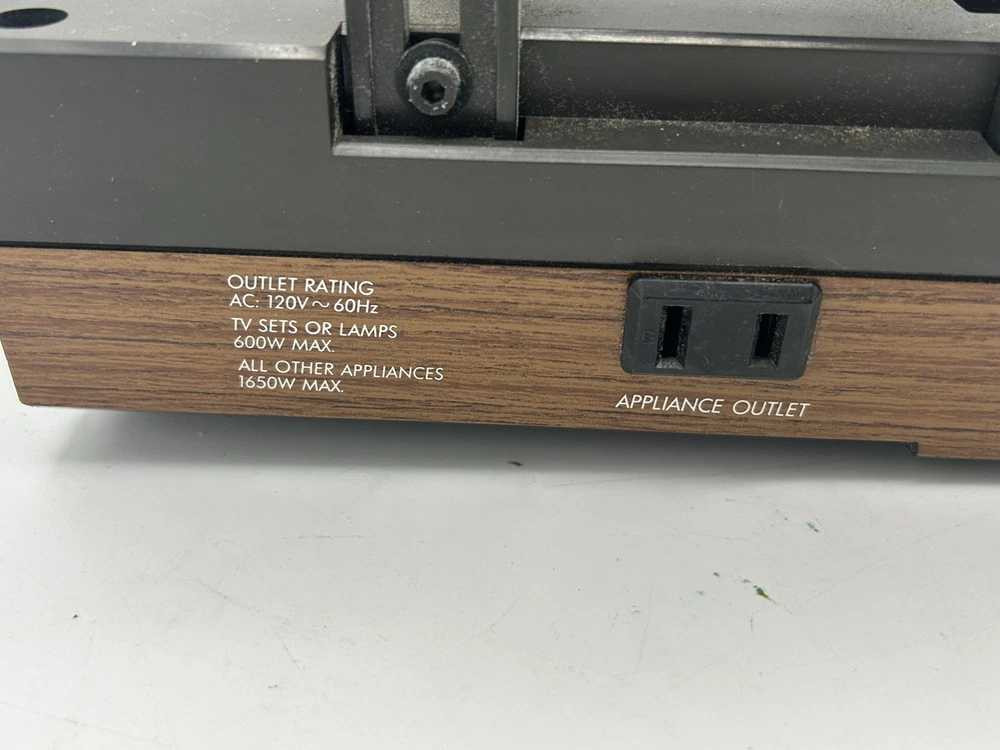 OUTLET RATING
AC: 120V ~ 60Hz
TV SETS OR LAMPS
600W MAX.
ALL OTHER APPLIANCES
1650W MAX.
APPLIANCE OUTLET